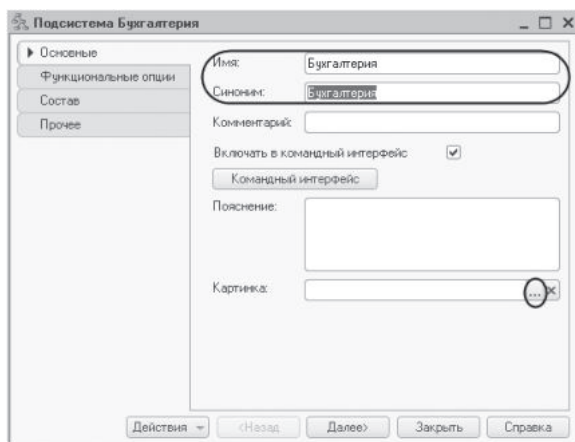 Подсистема Бухгалтерия
Основные
Функциональные опции
Состав
Прочее
Имя: Бухгалтерия
Синоним: Бухгалтерия
Комментарий:
Включать в командный интерфейс
Командный интерфейс
Пояснение:
Картинка: ... ×
Действия <Назад Далее> Закрыть Справка